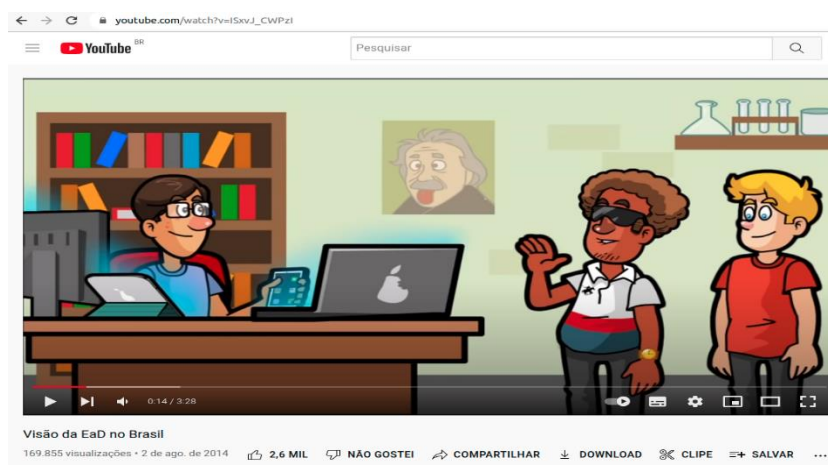 youtube.com/watch?v=ISxvJ_CWPzI
YouTube BR
Pesquisar
0:14 / 3:28
Visão da EaD no Brasil
169.855 visualizações • 2 de ago. de 2014 2,6 MIL NÃO GOSTEI COMPARTILHAR DOWNLOAD CLIPE SALVAR ...